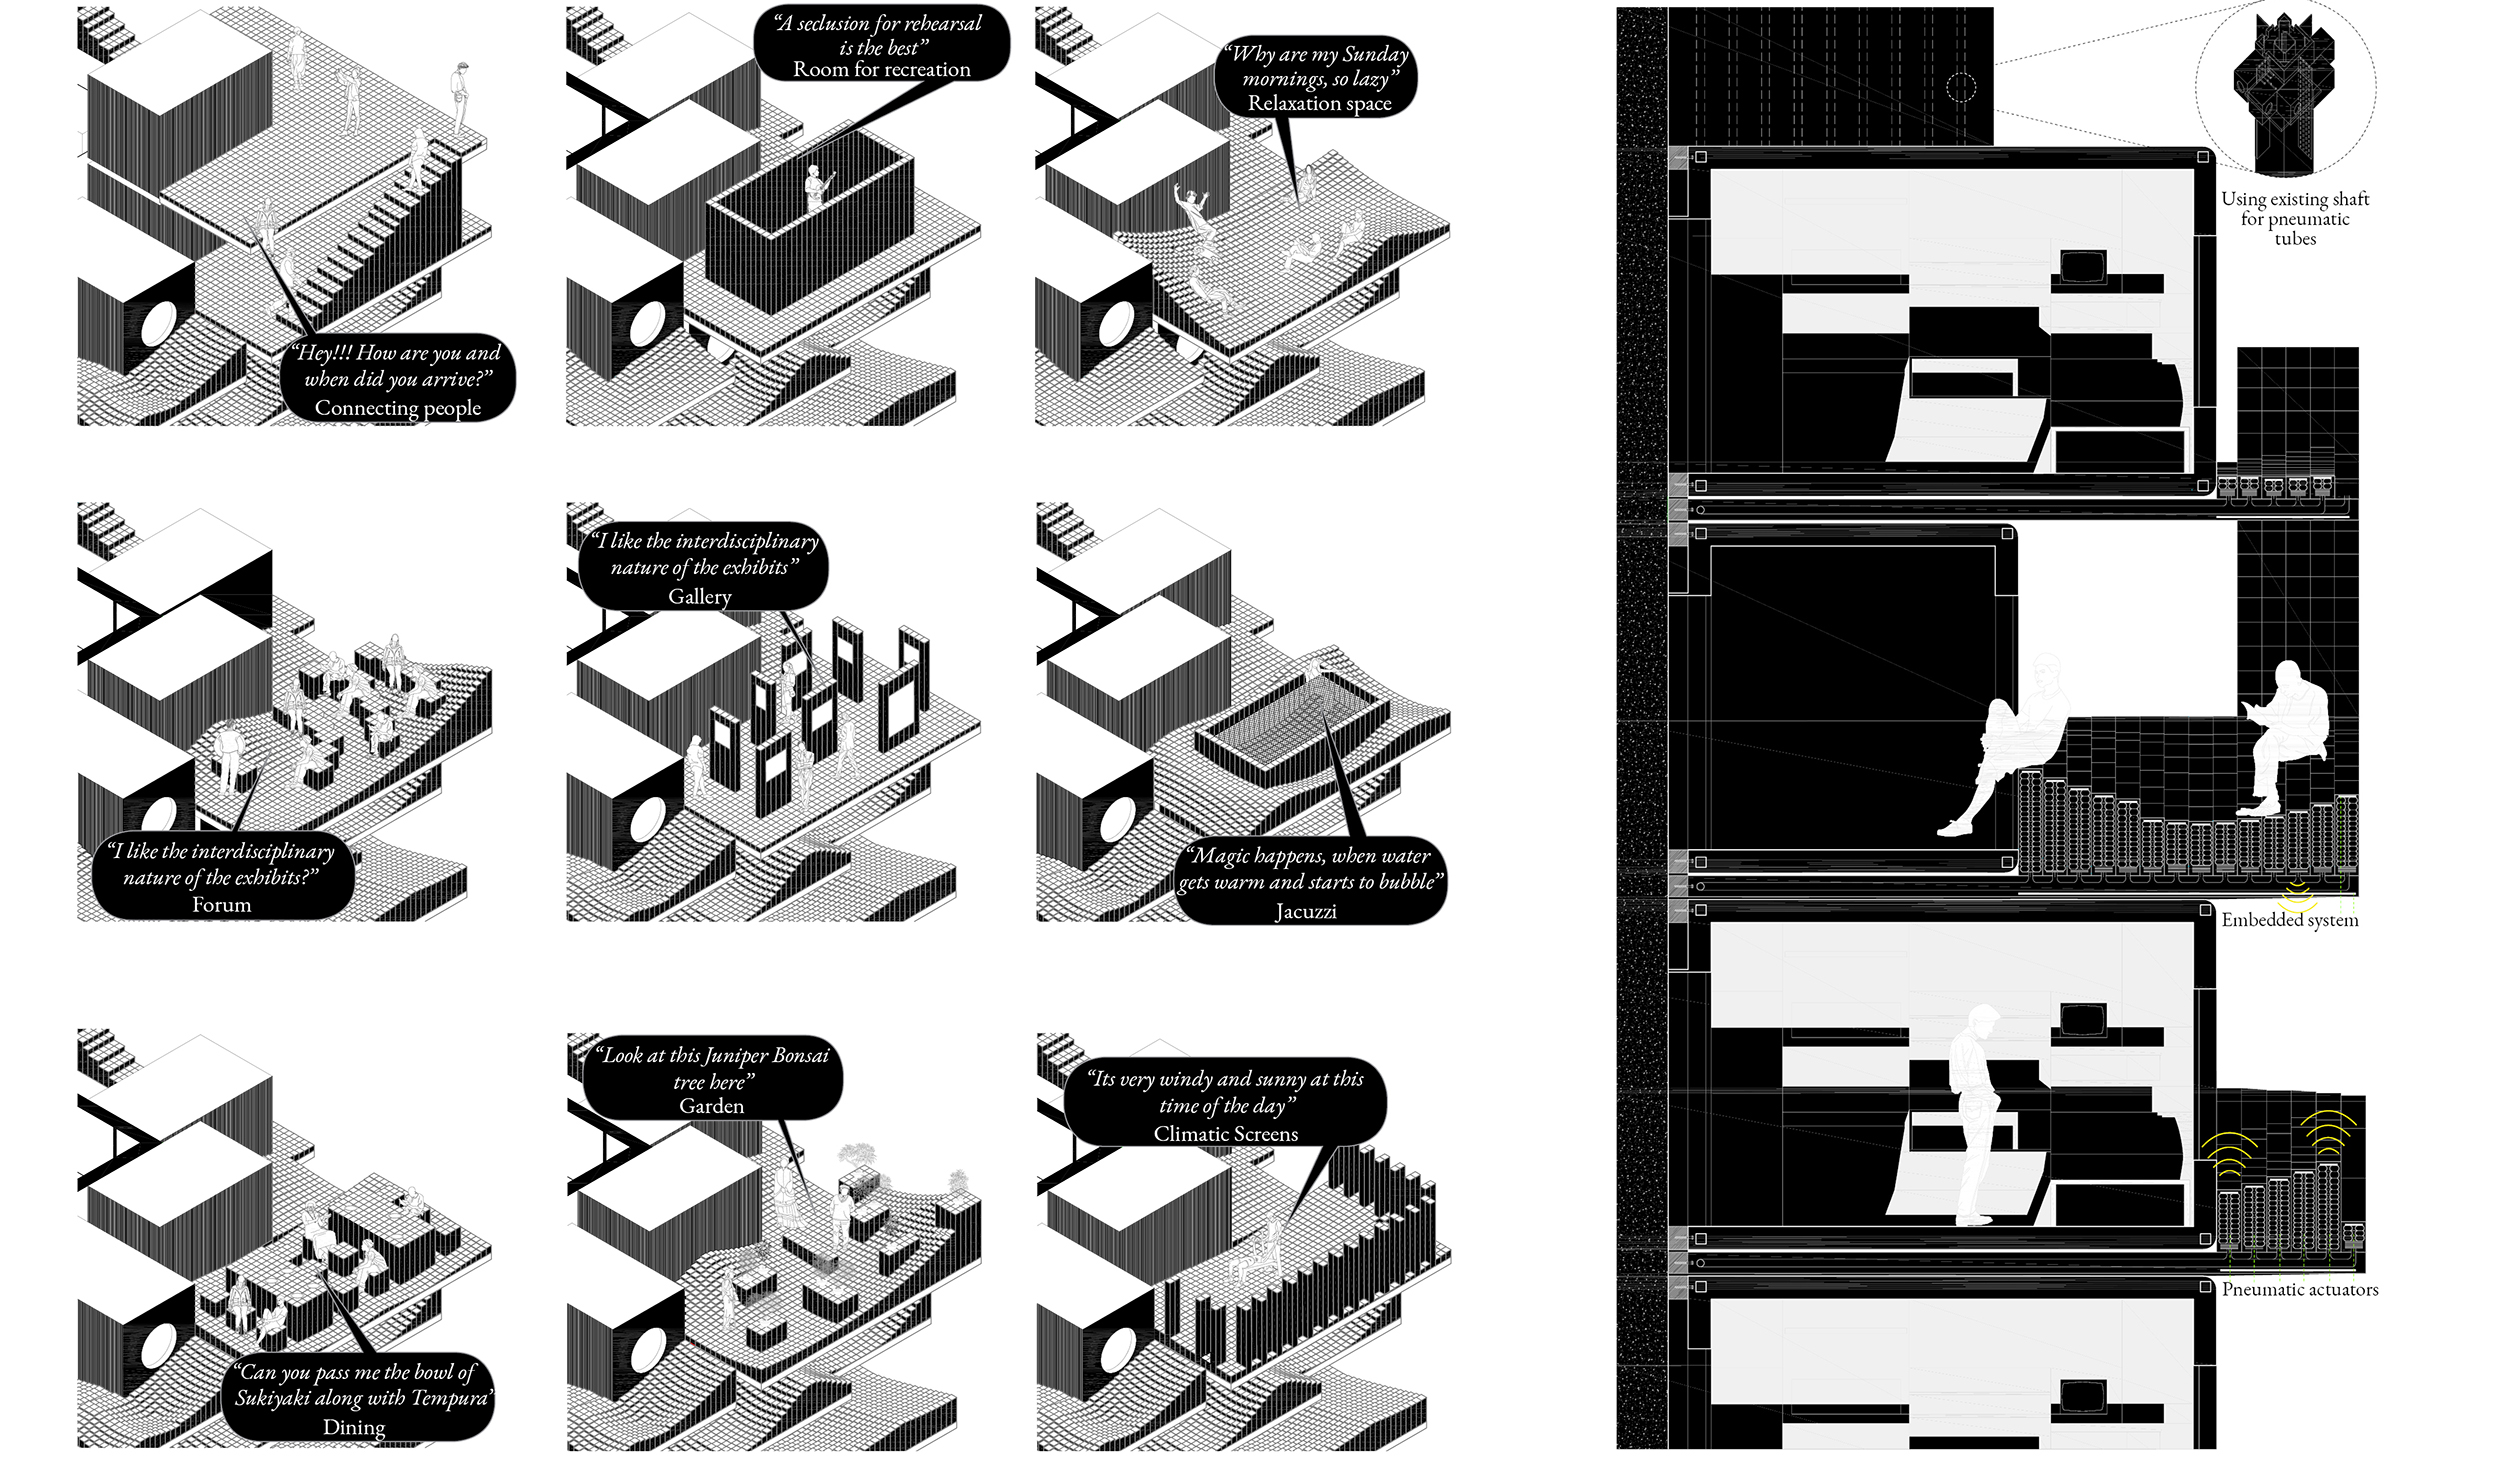 “Hey!!! How are you and
when did you arrive?”
Connecting people
“A seclusion for rehearsal
is the best”
Room for recreation
“Why are my Sunday
mornings, so lazy”
Relaxation space
“I like the interdisciplinary
nature of the exhibits?”
Forum
“I like the interdisciplinary
nature of the exhibits”
Gallery
“Magic happens, when water
gets warm and starts to bubble”
Jacuzzi
“Can you pass me the bowl of
Sukiyaki along with Tempura”
Dining
“Look at this Juniper Bonsai
tree here”
Garden
“Its very windy and sunny at this
time of the day”
Climatic Screens
Using existing shaft
for pneumatic
tubes
Embedded system
Pneumatic actuators